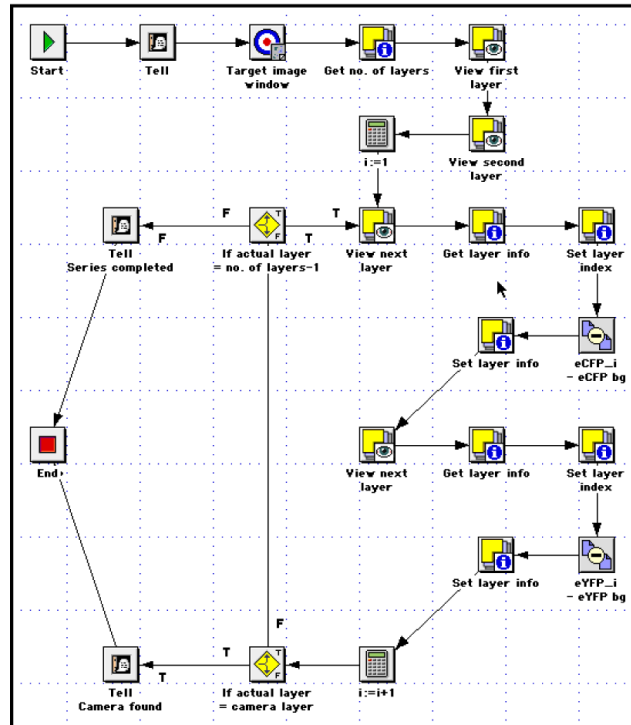 Start
Tell
Target image
window
Get no. of layers
View first
layer
i:=1
View second
layer
F
T
F
T
Tell
Series completed
If actual layer
= no. of layers-1
View next
layer
Get layer info
Set layer
index
Set layer info
eCFP_i
- eCFP bg
End
View next
layer
Get layer info
Set layer
index
Set layer info
eYFP_i
- eYFP bg
F
T
T
Tell
Camera found
If actual layer
= camera layer
i:=i+1